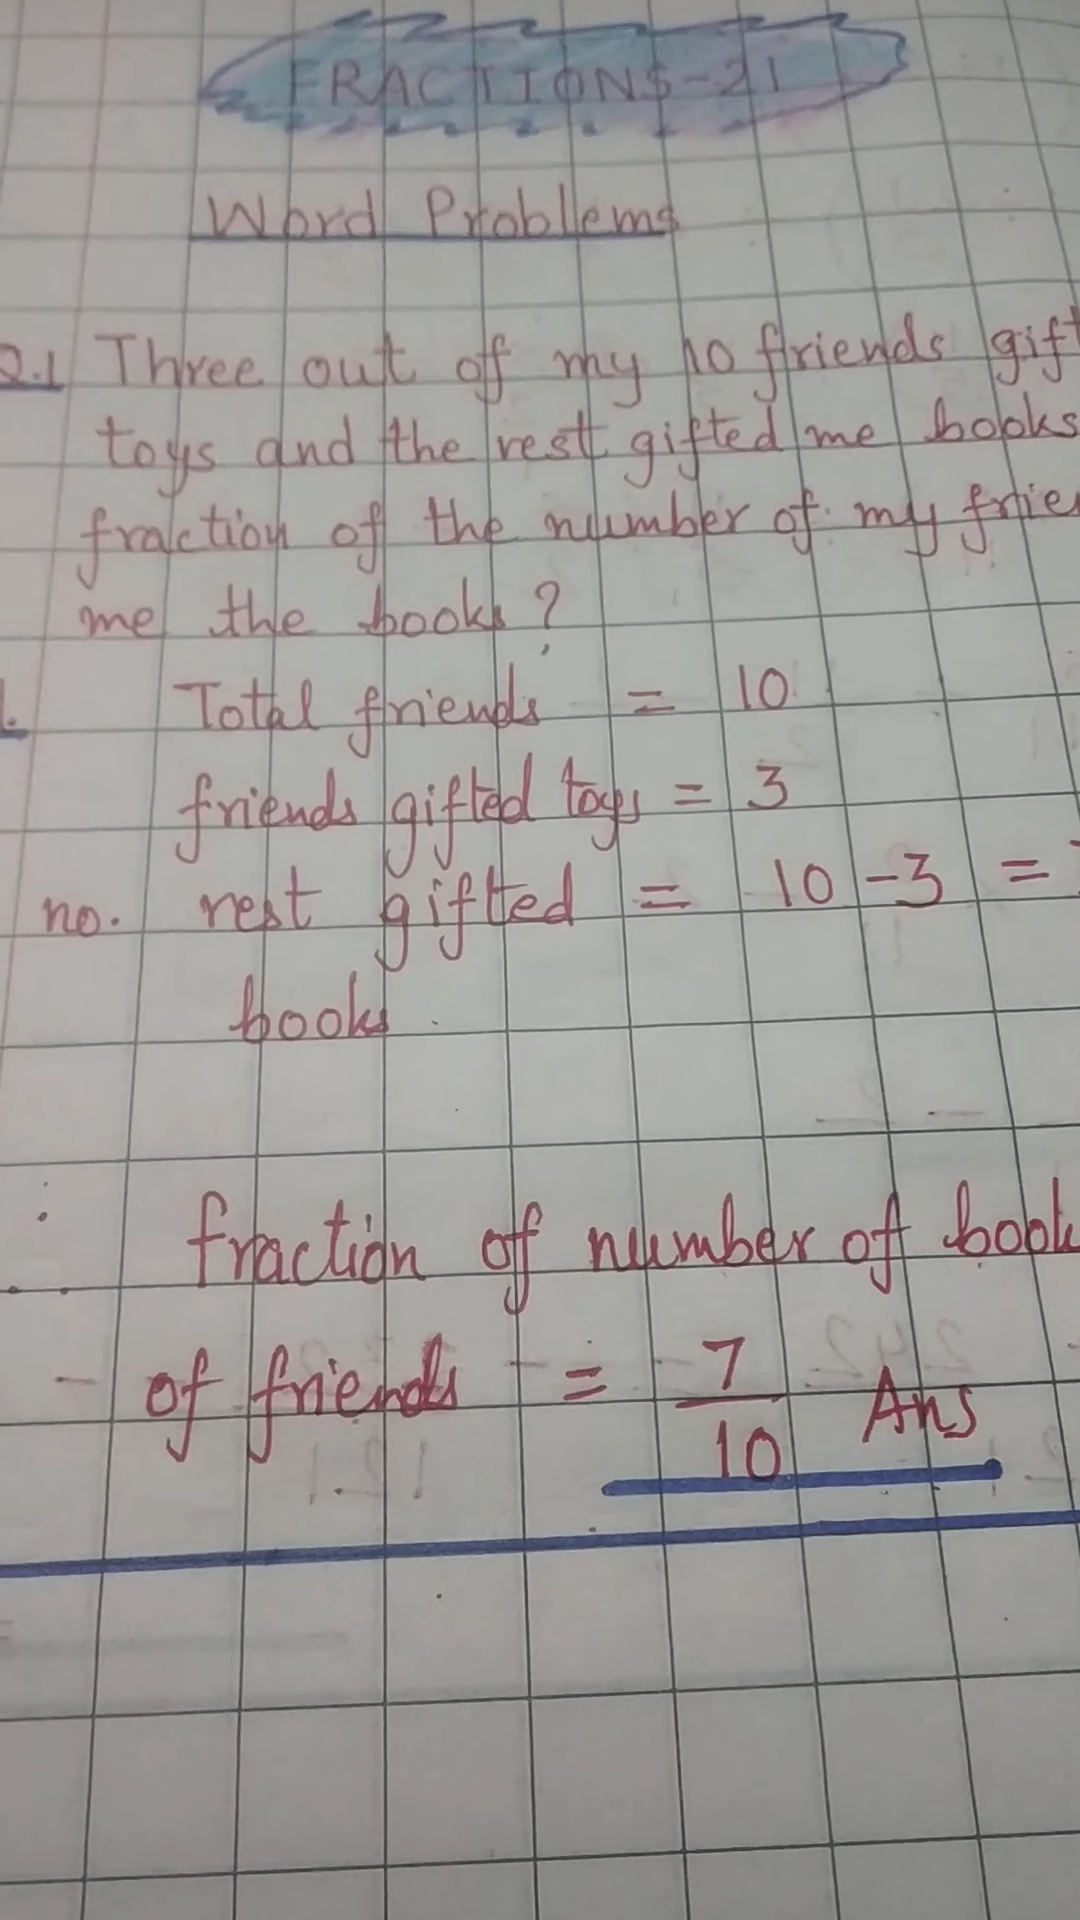 FRACTIONS-21
Word Problems
Q.1 Three out of my 10 friends gift
toys and the rest gifted me books
fraction of the number of my frie
me the books?
Total friends = 10
friends gifted toys = 3
no. rest gifted = 10 - 3 =
books
∴ fraction of number of book
of friends = 7/10 Ans